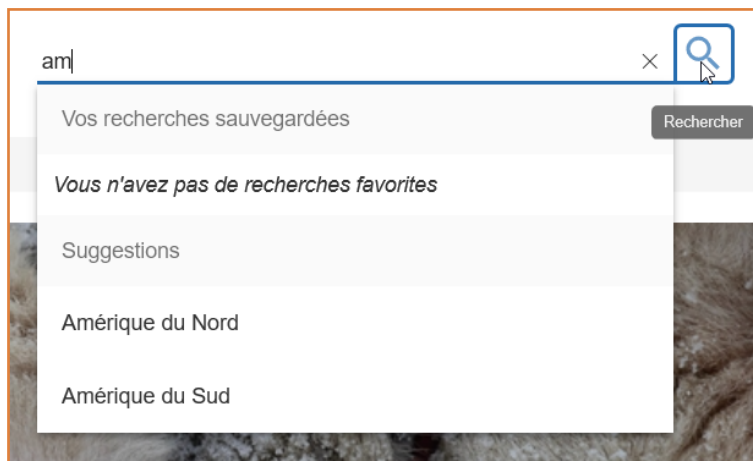 am
Rechercher
Vos recherches sauvegardées
Vous n'avez pas de recherches favorites
Suggestions
Amérique du Nord
Amérique du Sud